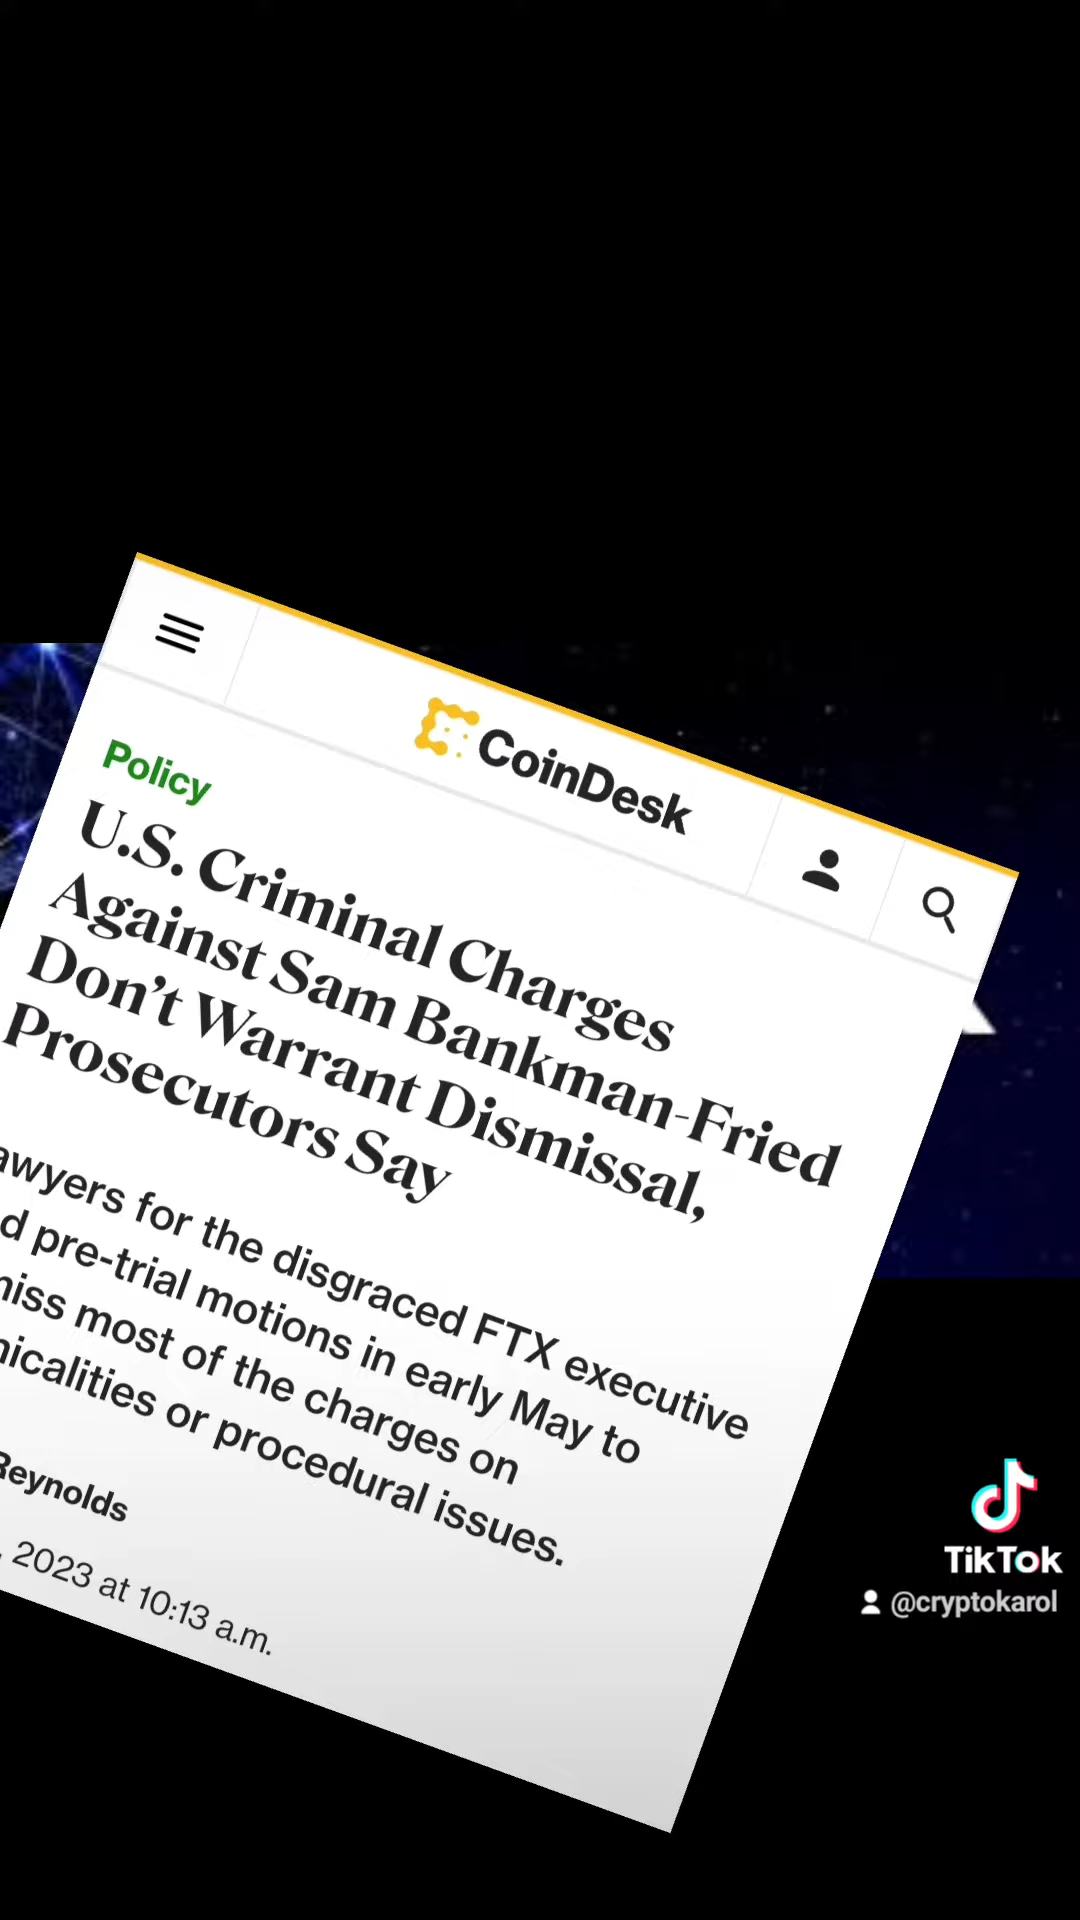 CoinDesk
Policy
U.S. Criminal Charges
Against Sam Bankman-Fried
Don’t Warrant Dismissal,
Prosecutors Say
awyers for the disgraced FTX executive
d pre-trial motions in early May to
miss most of the charges on
nicalities or procedural issues.
Reynolds
, 2023 at 10:13 a.m.
TikTok
@cryptokarol